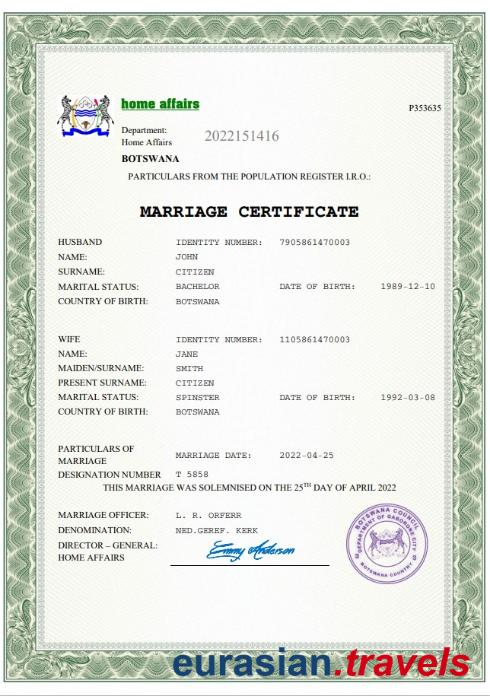 home affairs
P353635
Department:
Home Affairs
2022151416
BOTSWANA
PARTICULARS FROM THE POPULATION REGISTER I.R.O.:
MARRIAGE CERTIFICATE
HUSBAND IDENTITY NUMBER: 7905861470003
NAME: JOHN
SURNAME: CITIZEN
MARITAL STATUS: BACHELOR DATE OF BIRTH: 1989-12-10
COUNTRY OF BIRTH: BOTSWANA
WIFE IDENTITY NUMBER: 1105861470003
NAME: JANE
MAIDEN/SURNAME: SMITH
PRESENT SURNAME: CITIZEN
MARITAL STATUS: SPINSTER DATE OF BIRTH: 1992-03-08
COUNTRY OF BIRTH: BOTSWANA
PARTICULARS OF
MARRIAGE MARRIAGE DATE: 2022-04-25
DESIGNATION NUMBER T 5858
THIS MARRIAGE WAS SOLEMNISED ON THE 25TH DAY OF APRIL 2022
MARRIAGE OFFICER: L. R. ORFERR
DENOMINATION: NED.GEREF. KERK
DIRECTOR – GENERAL:
HOME AFFAIRS
Emmy Anderson
BOTSWANA COUNCIL
DEPARTMENT OF GABORONE CITY
BOTSWANA COUNTRY
eurasian.travels